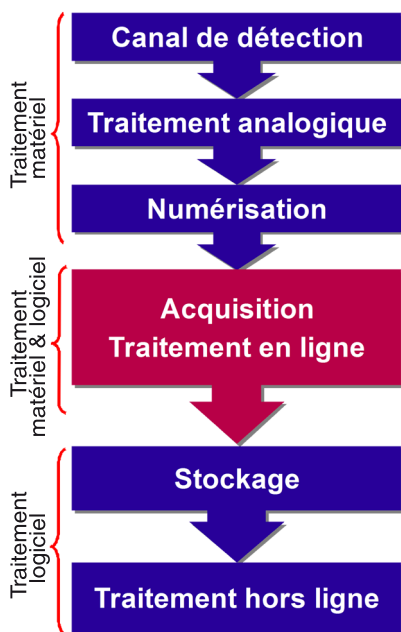 Canal de détection
Traitement analogique
Numérisation
Traitement
matériel
Acquisition
Traitement en ligne
Traitement
matériel & logiciel
Stockage
Traitement hors ligne
Traitement
logiciel